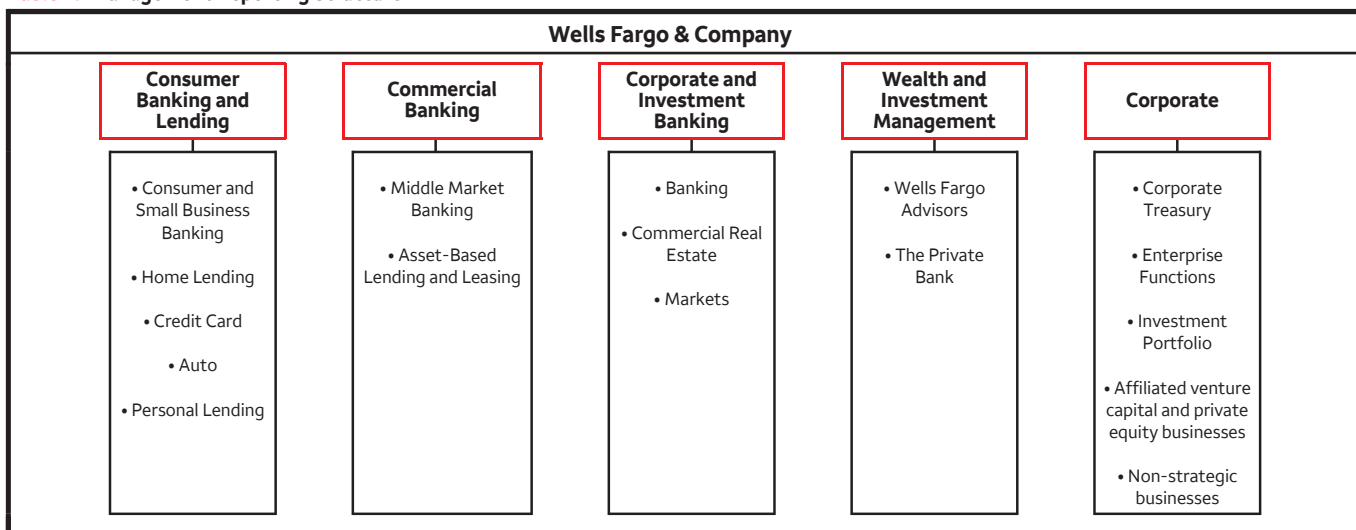 Wells Fargo & Company
Consumer
Banking and
Lending
• Consumer and
Small Business
Banking
• Home Lending
• Credit Card
• Auto
• Personal Lending
Commercial
Banking
• Middle Market
Banking
• Asset-Based
Lending and Leasing
Corporate and
Investment
Banking
• Banking
• Commercial Real
Estate
• Markets
Wealth and
Investment
Management
• Wells Fargo
Advisors
• The Private
Bank
Corporate
• Corporate
Treasury
• Enterprise
Functions
• Investment
Portfolio
• Affiliated venture
capital and private
equity businesses
• Non-strategic
businesses